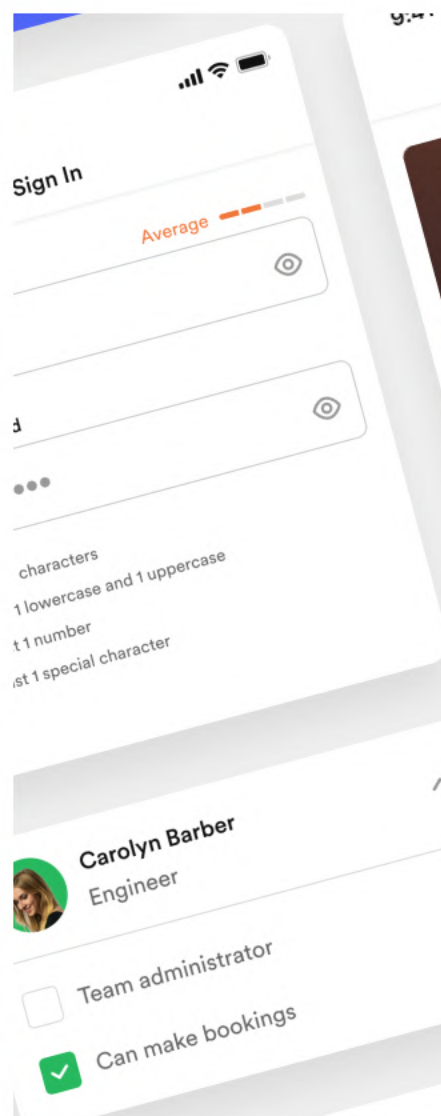 Sign In
Average
characters
1 lowercase and 1 uppercase
1 number
1 special character
Carolyn Barber
Engineer
Team administrator
Can make bookings